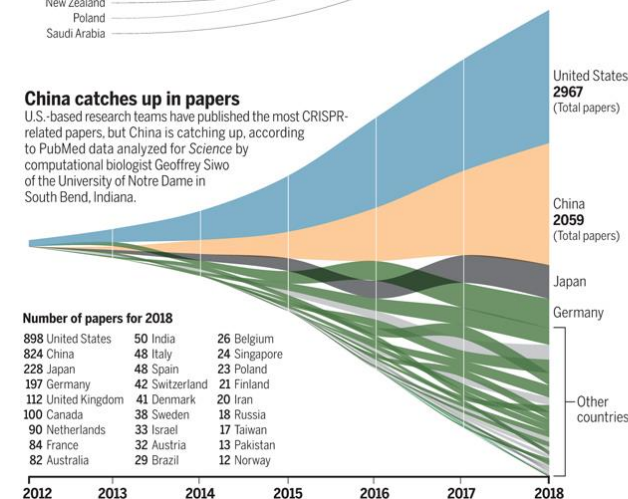 New Zealand
Poland
Saudi Arabia
China catches up in papers
U.S.-based research teams have published the most CRISPR-
related papers, but China is catching up, according
to PubMed data analyzed for Science by
computational biologist Geoffrey Siwo
of the University of Notre Dame in
South Bend, Indiana.
United States
2967
(Total papers)
China
2059
(Total papers)
Japan
Germany
Other
countries
Number of papers for 2018
898 United States
824 China
228 Japan
197 Germany
112 United Kingdom
100 Canada
90 Netherlands
84 France
82 Australia
50 India
48 Italy
48 Spain
42 Switzerland
41 Denmark
38 Sweden
33 Israel
32 Austria
29 Brazil
26 Belgium
24 Singapore
23 Poland
21 Finland
20 Iran
18 Russia
17 Taiwan
13 Pakistan
12 Norway
2012 2013 2014 2015 2016 2017 2018